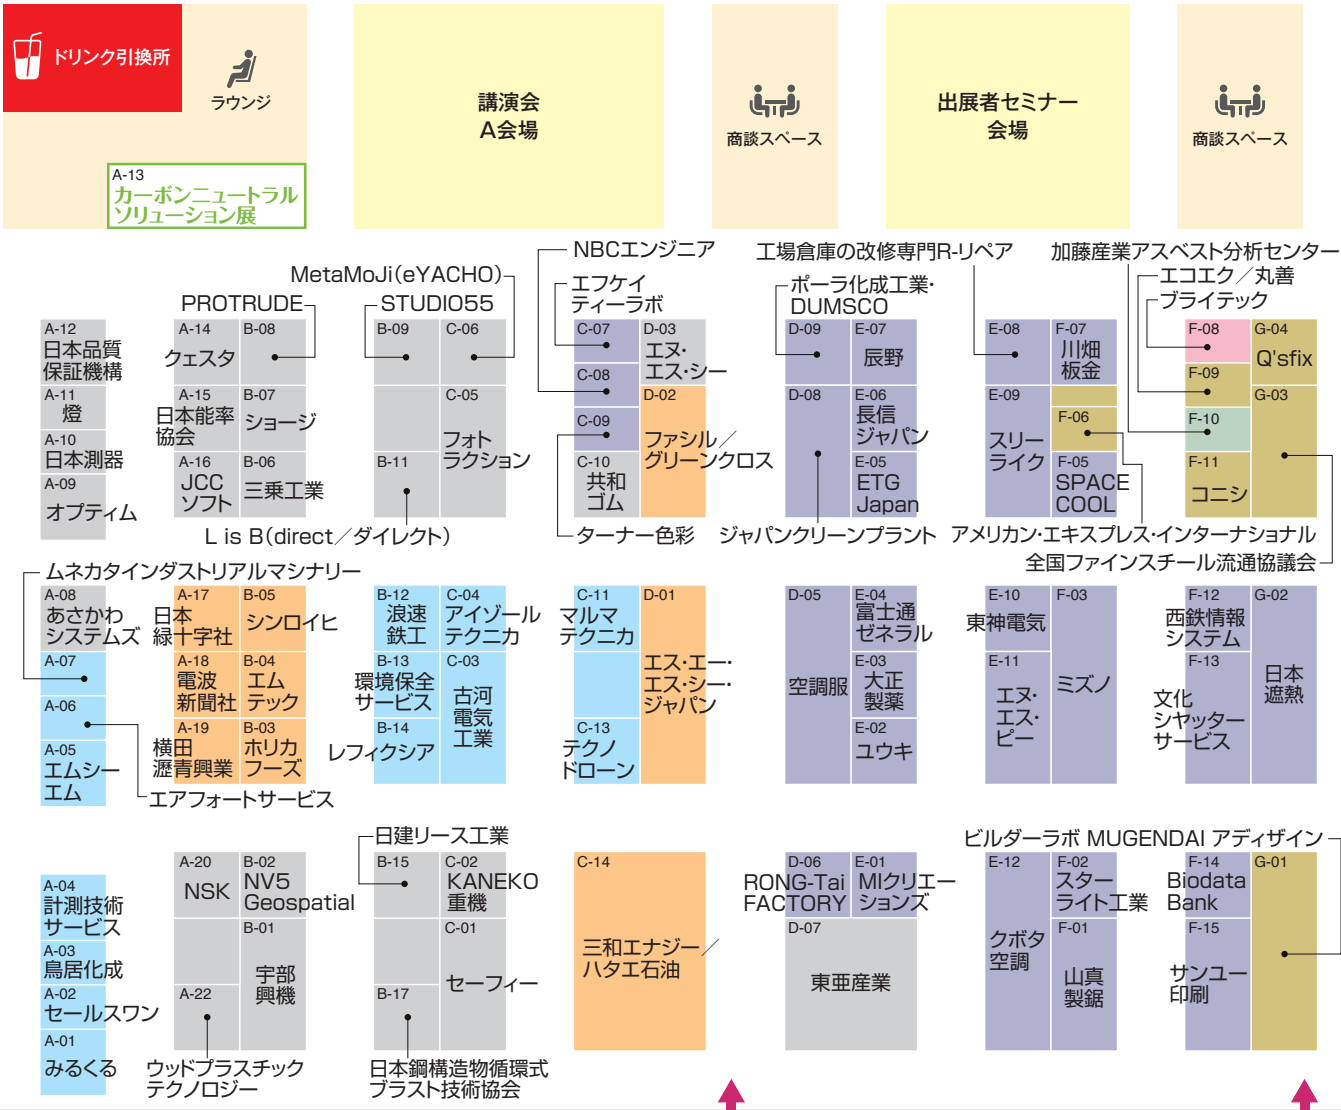 ドリンク引換所
ラウンジ
講演会
A会場
商談スペース
出展者セミナー
会場
商談スペース
A-13
カーボンニュートラル
ソリューション展
NBCエンジニア
工場倉庫の改修専門R-リペア
加藤産業アスベスト分析センター
MetaMoJi(eYACHO)
エフケイ
ティーラボ
ポーラ化成工業・
DUMSCO
エコエク／丸善
ブライテック
PROTRUDE
STUDIO55
A-12
日本品質
保証機構
A-11
燈
A-10
日本測器
A-09
オプティム
A-14
クェスタ
B-08
A-15
日本能率
協会
B-07
ショージ
A-16
JCC
ソフト
B-06
三乗工業
B-09
C-06
C-05
フォト
ラクション
B-11
L is B(direct／ダイレクト)
C-07
D-03
エヌ・
エス・シー
C-08
D-02
ファシル／
グリーンクロス
C-09
C-10
共和
ゴム
ターナー色彩
D-09
E-07
辰野
D-08
E-06
長信
ジャパン
E-05
ETG
Japan
ジャパンクリーンプラント
E-08
F-07
川畑
板金
E-09
スリー
ライク
F-06
F-05
SPACE
COOL
アメリカン・エキスプレス・インターナショナル
F-08
G-04
Q'sfix
F-09
G-03
F-10
F-11
コニシ
全国ファインスチール流通協議会
ムネカタインダストリアルマシナリー
A-08
あさかわ
システムズ
A-07
A-06
A-05
エムシー
エム
エアフォートサービス
A-17
日本
緑十字社
B-05
シンロイヒ
A-18
電波
新聞社
B-04
エム
テック
A-19
横田
瀝青興業
B-03
ホリカ
フーズ
B-12
浪速
鉄工
C-04
アイゾール
テクニカ
B-13
環境保全
サービス
C-03
古河
電気
工業
B-14
レフィクシア
C-11
マルマ
テクニカ
D-01
エス・エー・
エス・シー・
ジャパン
C-13
テクノ
ドローン
D-05
空調服
E-04
富士通
ゼネラル
E-03
大正
製薬
E-02
ユウキ
E-10
東神電気
F-03
ミズノ
E-11
エヌ・
エス・
ピー
F-12
西鉄情報
システム
G-02
日本
遮熱
F-13
文化
シヤッター
サービス
日建リース工業
ビルダーラボ MUGENDAI アディザイン
A-04
計測技術
サービス
A-03
鳥居化成
A-02
セールスワン
A-01
みるくる
A-20
NSK
B-02
NV5
Geospatial
B-01
宇部
興機
A-22
ウッドプラスチック
テクノロジー
B-15
C-02
KANEKO
重機
C-01
セーフィー
B-17
日本鋼構造物循環式
ブラスト技術協会
C-14
三和エナジー／
ハタエ石油
D-06
RONG-Tai
FACTORY
E-01
MIクリエー
ションズ
D-07
東亜産業
E-12
クボタ
空調
F-02
スター
ライト工業
F-01
山真
製鋸
F-14
Biodata
Bank
G-01
F-15
サンユー
印刷